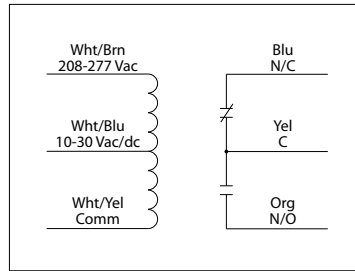 Wht/Brn
208-277 Vac
Wht/Blu
10-30 Vac/dc
Wht/Yel
Comm
Blu
N/C
Yel
C
Org
N/O